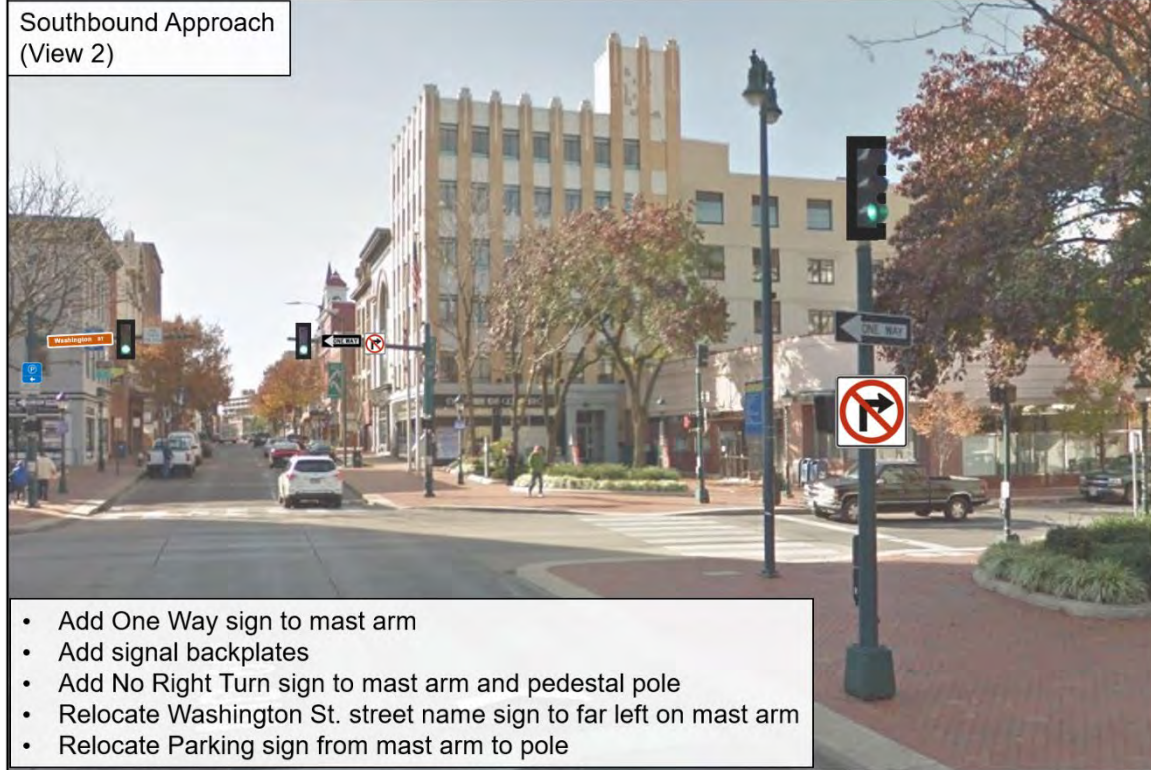 Southbound Approach
(View 2)
Washington ST
ONE WAY
ONE WAY
P
• Add One Way sign to mast arm
• Add signal backplates
• Add No Right Turn sign to mast arm and pedestal pole
• Relocate Washington St. street name sign to far left on mast arm
• Relocate Parking sign from mast arm to pole